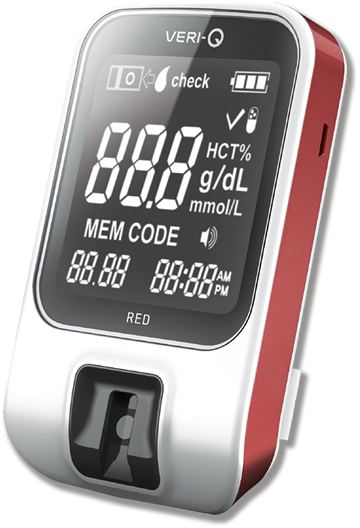 VERI-Q
check
88.8
HCT%
g/dL
mmol/L
MEM CODE
88.88 88:88 AM
PM
RED